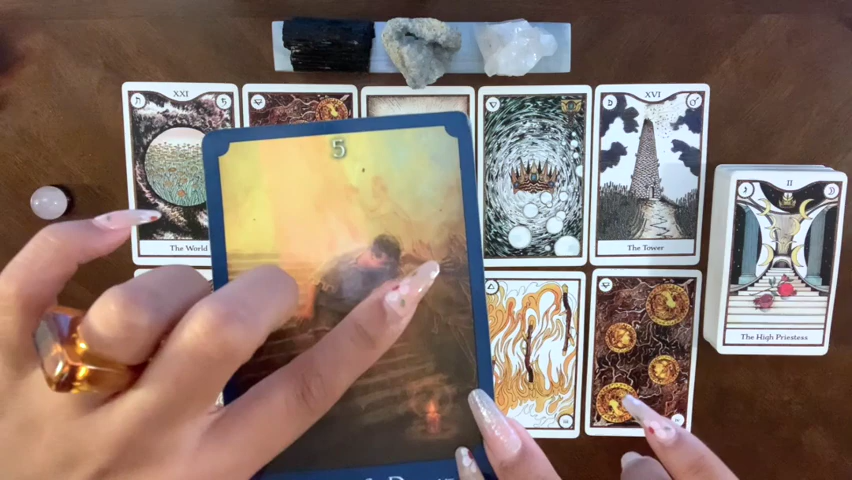 XXI
XVI
5
II
The World
The Tower
The High Priestess